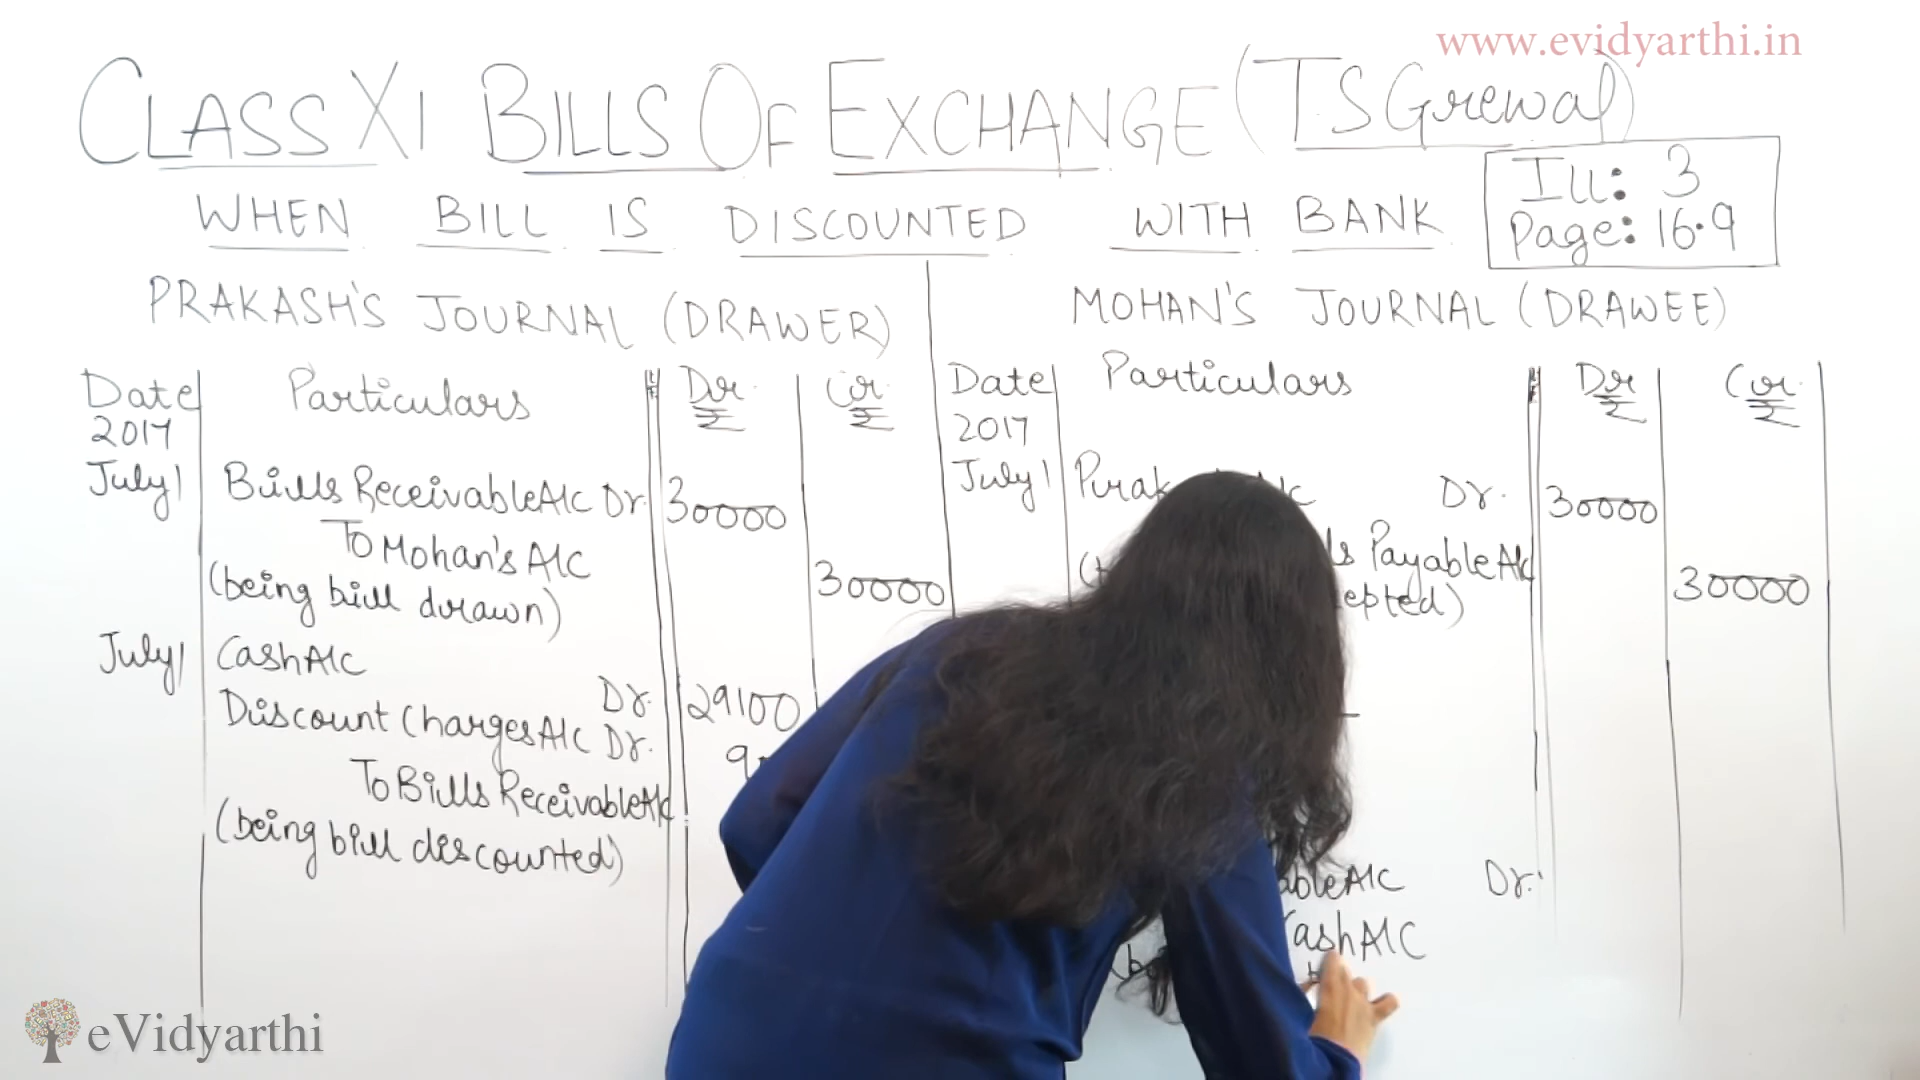 www.evidyarthi.in
CLASS XI BILLS OF EXCHANGE (TS Grewal)
Ill: 3
Page: 16.9
WHEN BILL IS DISCOUNTED WITH BANK
PRAKASH'S JOURNAL (DRAWER)
Date Particulars Dr. Cr.
2017 ₹ ₹
July 1 Bills Receivable A/c Dr. 30000
To Mohan's A/c 30000
(being bill drawn)
July 1 Cash A/c Dr. 29100
Discount Charges A/c Dr.
To Bills Receivable A/c
(being bill discounted)
MOHAN'S JOURNAL (DRAWEE)
Date Particulars Dr Cr.
2017 ₹ ₹
July 1 Dr. 30000
Payable A/c 30000
A/c Dr.
Cash A/c
eVidyarthi